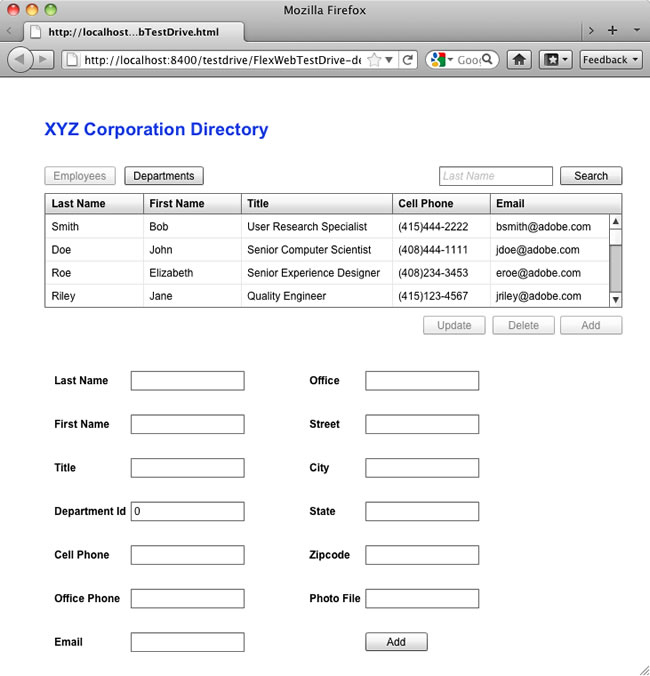 Mozilla Firefox
http://localhost...bTestDrive.html
http://localhost:8400/testdrive/FlexWebTestDrive-de Goo Feedback
XYZ Corporation Directory
Employees Departments Last Name Search
Last Name First Name Title Cell Phone Email
Smith Bob User Research Specialist (415)444-2222 bsmith@adobe.com
Doe John Senior Computer Scientist (408)444-1111 jdoe@adobe.com
Roe Elizabeth Senior Experience Designer (408)234-3453 eroe@adobe.com
Riley Jane Quality Engineer (415)123-4567 jriley@adobe.com
Update Delete Add
Last Name Office
First Name Street
Title City
Department Id 0 State
Cell Phone Zipcode
Office Phone Photo File
Email Add